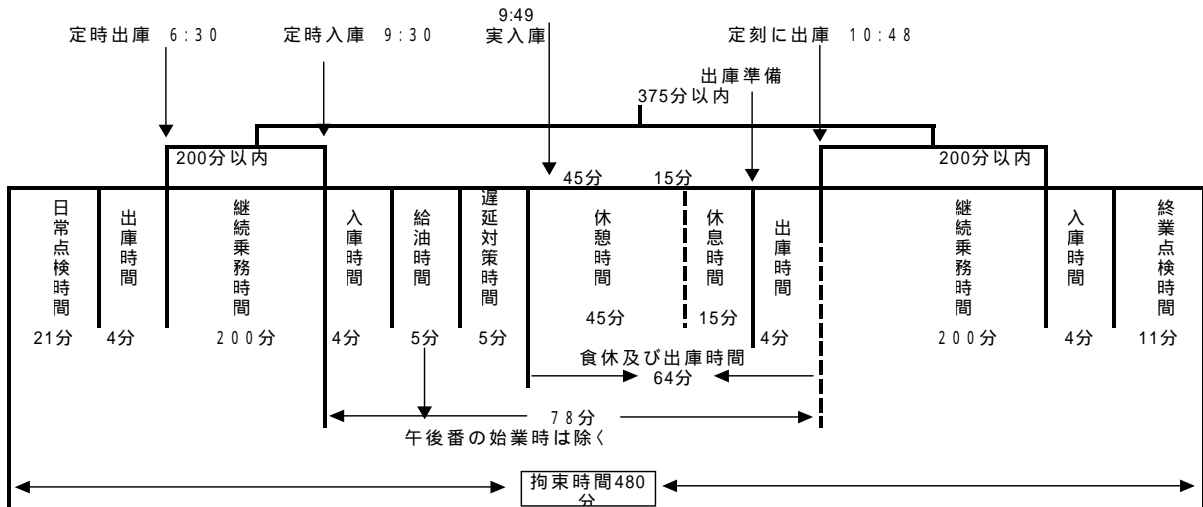 9:49
定時出庫 6:30
定時入庫 9:30
実入庫
定刻に出庫 10:48
出庫準備
375分以内
200分以内
200分以内
45分
15分
日常点検時間
出庫時間
継続乗務時間
入庫時間
給油時間
遅延対策時間
休憩時間
休息時間
出庫時間
継続乗務時間
入庫時間
終業点検時間
45分
15分
21分
4分
200分
4分
5分
5分
4分
200分
4分
11分
食休及び出庫時間
64分
78分
午後番の始業時は除く
拘束時間480
分